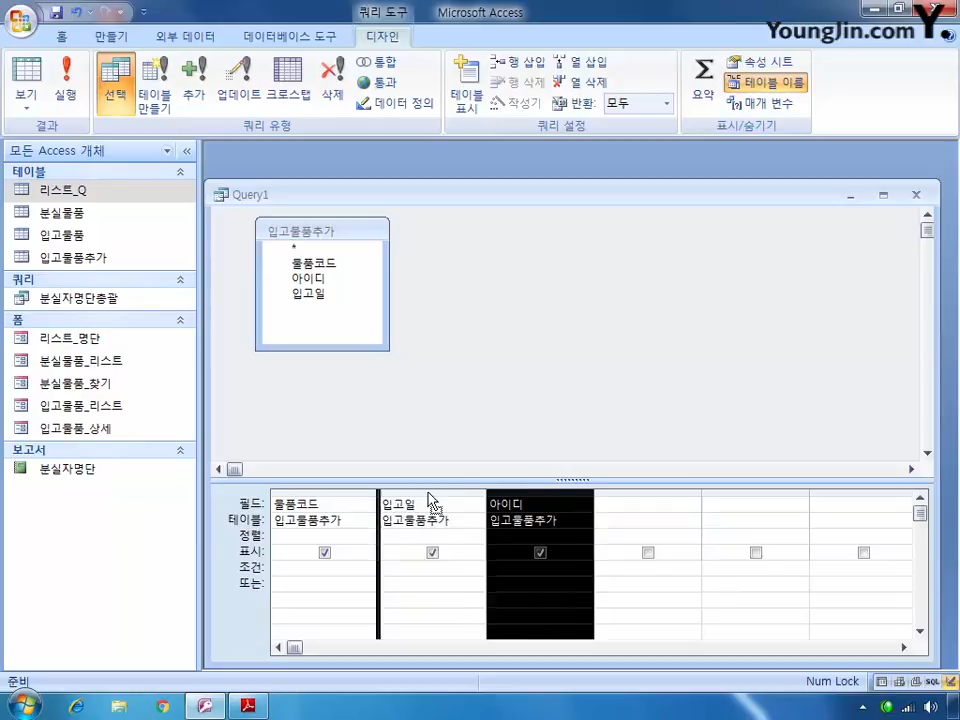 쿼리 도구
Microsoft Access
YoungJin.com Y.
홈
만들기
외부 데이터
데이터베이스 도구
디자인
보기
실행
결과
선택
테이블
만들기
추가
업데이트
크로스탭
삭제
통합
통과
데이터 정의
쿼리 유형
테이블
표시
행 삽입
행 삭제
작성기
열 삽입
열 삭제
반환: 모두
쿼리 설정
Σ
요약
속성 시트
테이블 이름
매개 변수
표시/숨기기
모든 Access 개체
테이블
리스트_Q
분실물품
입고물품
입고물품추가
쿼리
분실자명단총괄
폼
리스트_명단
분실물품_리스트
분실물품_찾기
입고물품_리스트
입고물품_상세
보고서
분실자명단
Query1
입고물품추가
*
물품코드
아이디
입고일
필드: 물품코드 입고일 아이디
테이블: 입고물품추가 입고물품추가 입고물품추가
정렬:
표시:
조건:
또는:
준비
Num Lock
SQL